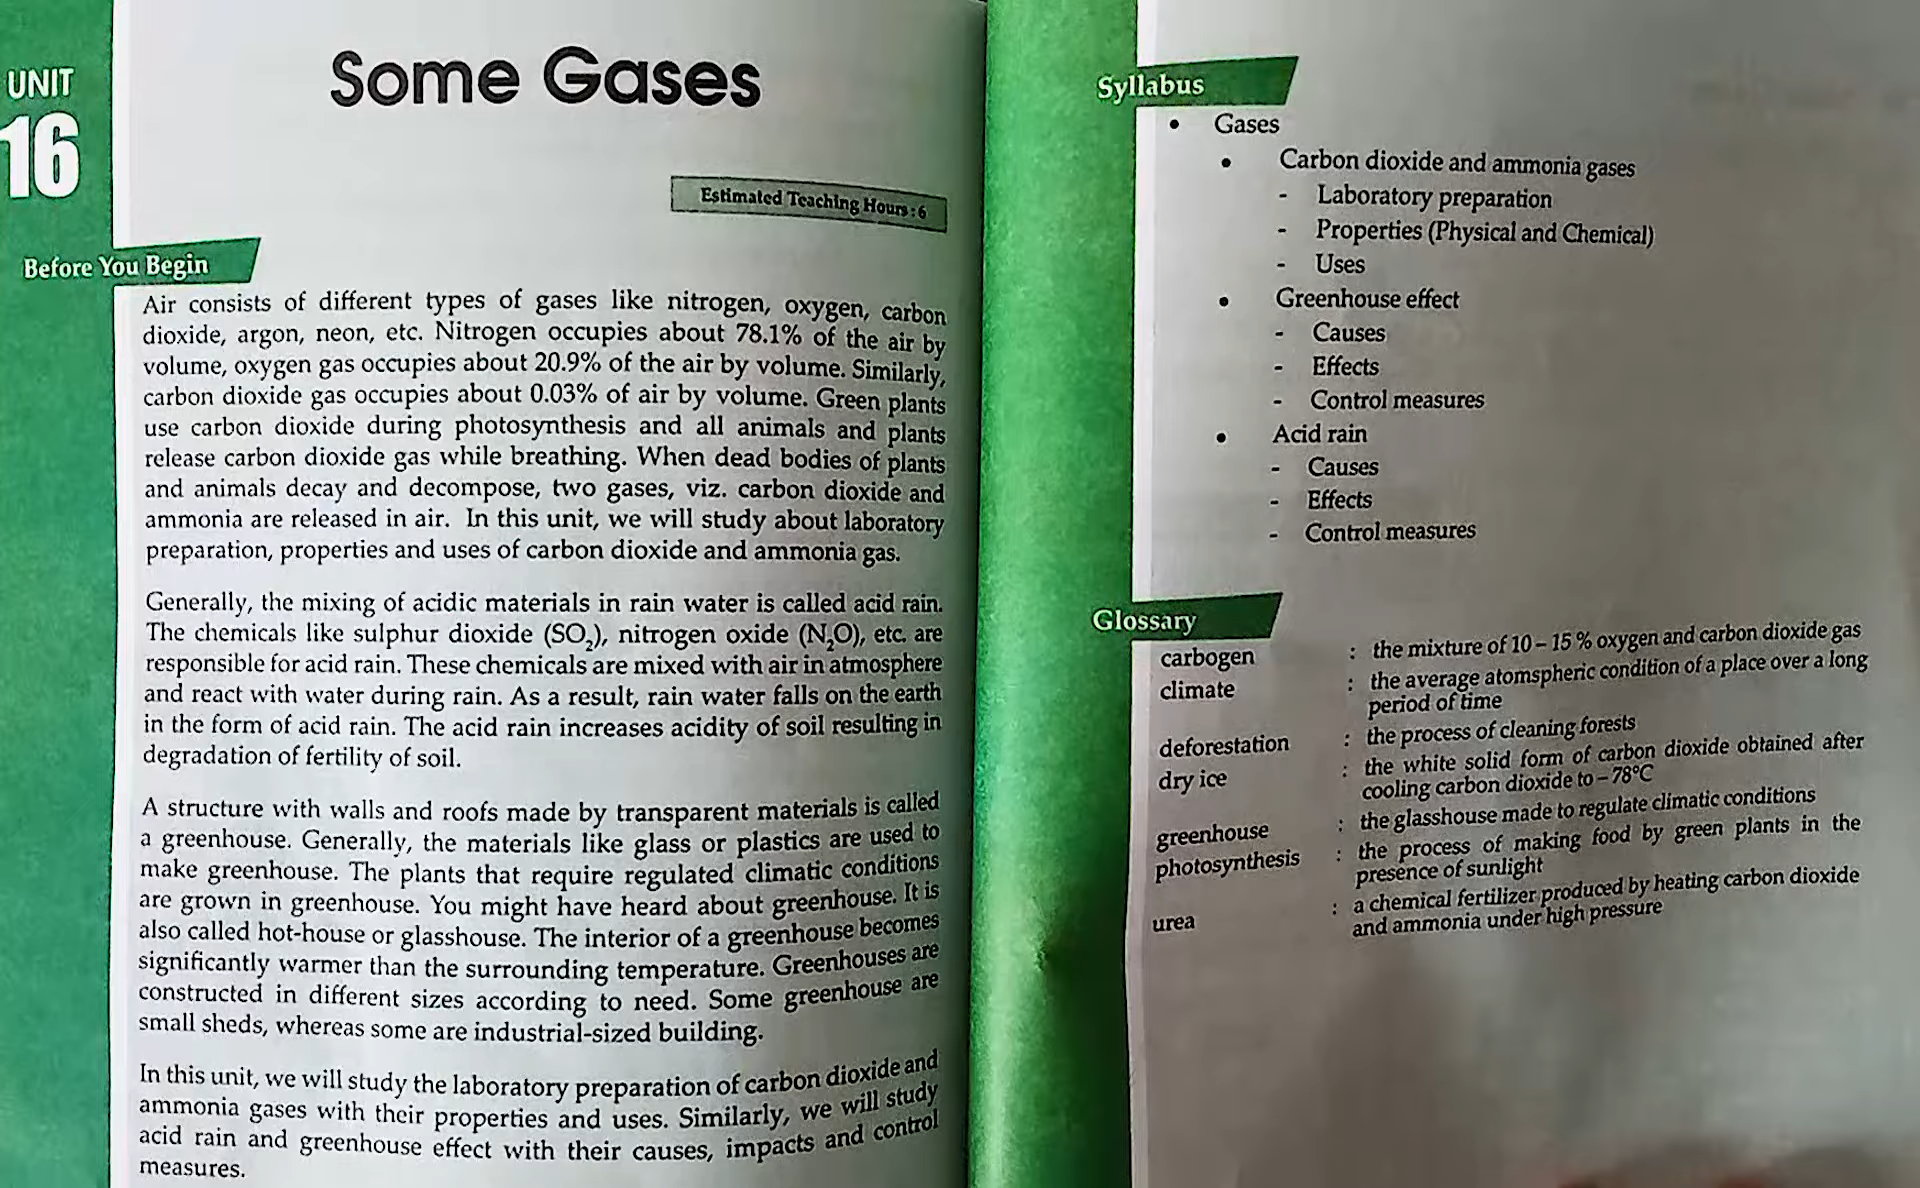 UNIT
16
Some Gases
Estimated Teaching Hours : 6
Before You Begin
Air consists of different types of gases like nitrogen, oxygen, carbon
dioxide, argon, neon, etc. Nitrogen occupies about 78.1% of the air by
volume, oxygen gas occupies about 20.9% of the air by volume. Similarly,
carbon dioxide gas occupies about 0.03% of air by volume. Green plants
use carbon dioxide during photosynthesis and all animals and plants
release carbon dioxide gas while breathing. When dead bodies of plants
and animals decay and decompose, two gases, viz. carbon dioxide and
ammonia are released in air. In this unit, we will study about laboratory
preparation, properties and uses of carbon dioxide and ammonia gas.
Generally, the mixing of acidic materials in rain water is called acid rain.
The chemicals like sulphur dioxide (SO₂), nitrogen oxide (N₂O), etc. are
responsible for acid rain. These chemicals are mixed with air in atmosphere
and react with water during rain. As a result, rain water falls on the earth
in the form of acid rain. The acid rain increases acidity of soil resulting in
degradation of fertility of soil.
A structure with walls and roofs made by transparent materials is called
a greenhouse. Generally, the materials like glass or plastics are used to
make greenhouse. The plants that require regulated climatic conditions
are grown in greenhouse. You might have heard about greenhouse. It is
also called hot-house or glasshouse. The interior of a greenhouse becomes
significantly warmer than the surrounding temperature. Greenhouses are
constructed in different sizes according to need. Some greenhouse are
small sheds, whereas some are industrial-sized building.
In this unit, we will study the laboratory preparation of carbon dioxide and
ammonia gases with their properties and uses. Similarly, we will study
acid rain and greenhouse effect with their causes, impacts and control
measures.
Syllabus
• Gases
• Carbon dioxide and ammonia gases
- Laboratory preparation
- Properties (Physical and Chemical)
- Uses
• Greenhouse effect
- Causes
- Effects
- Control measures
• Acid rain
- Causes
- Effects
- Control measures
Glossary
carbogen : the mixture of 10 – 15 % oxygen and carbon dioxide gas
climate : the average atomspheric condition of a place over a long
period of time
deforestation : the process of cleaning forests
dry ice : the white solid form of carbon dioxide obtained after
cooling carbon dioxide to – 78°C
greenhouse : the glasshouse made to regulate climatic conditions
photosynthesis : the process of making food by green plants in the
presence of sunlight
urea : a chemical fertilizer produced by heating carbon dioxide
and ammonia under high pressure